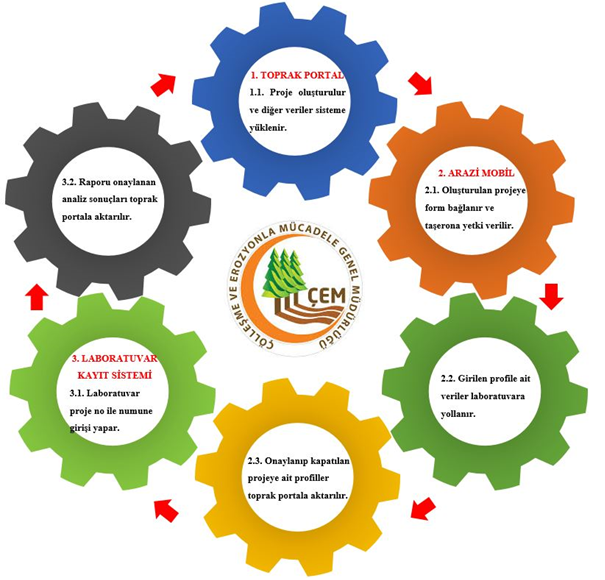 1. TOPRAK PORTAL
1.1. Proje oluşturulur
ve diğer veriler sisteme
yüklenir.
2. ARAZİ MOBİL
2.1. Oluşturulan projeye
form bağlanır ve
taşerona yetki verilir.
2.2. Girilen profile ait
veriler laboratuvara
yollanır.
2.3. Onaylanıp kapatılan
projeye ait profiller
toprak portala aktarılır.
3. LABORATUVAR
KAYIT SİSTEMİ
3.1. Laboratuvar
proje no ile numune
girişi yapar.
3.2. Raporu onaylanan
analiz sonuçları toprak
portala aktarılır.
ÇÖLLEŞME VE EROZYONLA MÜCADELE GENEL MÜDÜRLÜĞÜ
ÇEM